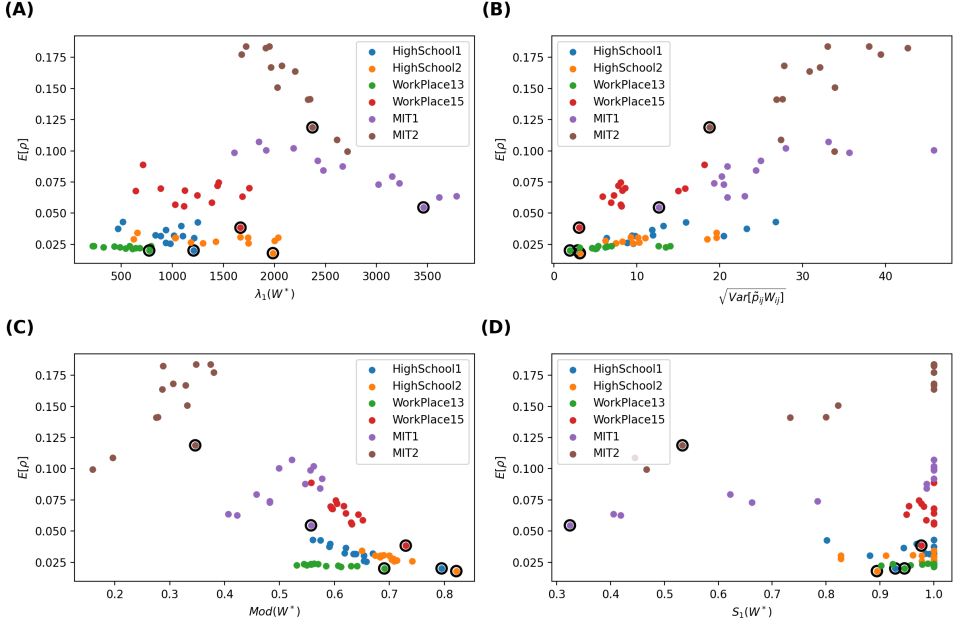 (A)
(B)
E[ρ]
0.175
0.150
0.125
0.100
0.075
0.050
0.025
HighSchool1
HighSchool2
WorkPlace13
WorkPlace15
MIT1
MIT2
500 1000 1500 2000 2500 3000 3500
λ₁(W*)
E[ρ]
0.175
0.150
0.125
0.100
0.075
0.050
0.025
HighSchool1
HighSchool2
WorkPlace13
WorkPlace15
MIT1
MIT2
0 10 20 30 40
√Var[p̃ᵢⱼWᵢⱼ]
(C)
(D)
E[ρ]
0.175
0.150
0.125
0.100
0.075
0.050
0.025
HighSchool1
HighSchool2
WorkPlace13
WorkPlace15
MIT1
MIT2
0.2 0.3 0.4 0.5 0.6 0.7 0.8
Mod(W*)
E[ρ]
0.175
0.150
0.125
0.100
0.075
0.050
0.025
HighSchool1
HighSchool2
WorkPlace13
WorkPlace15
MIT1
MIT2
0.3 0.4 0.5 0.6 0.7 0.8 0.9 1.0
S₁(W*)